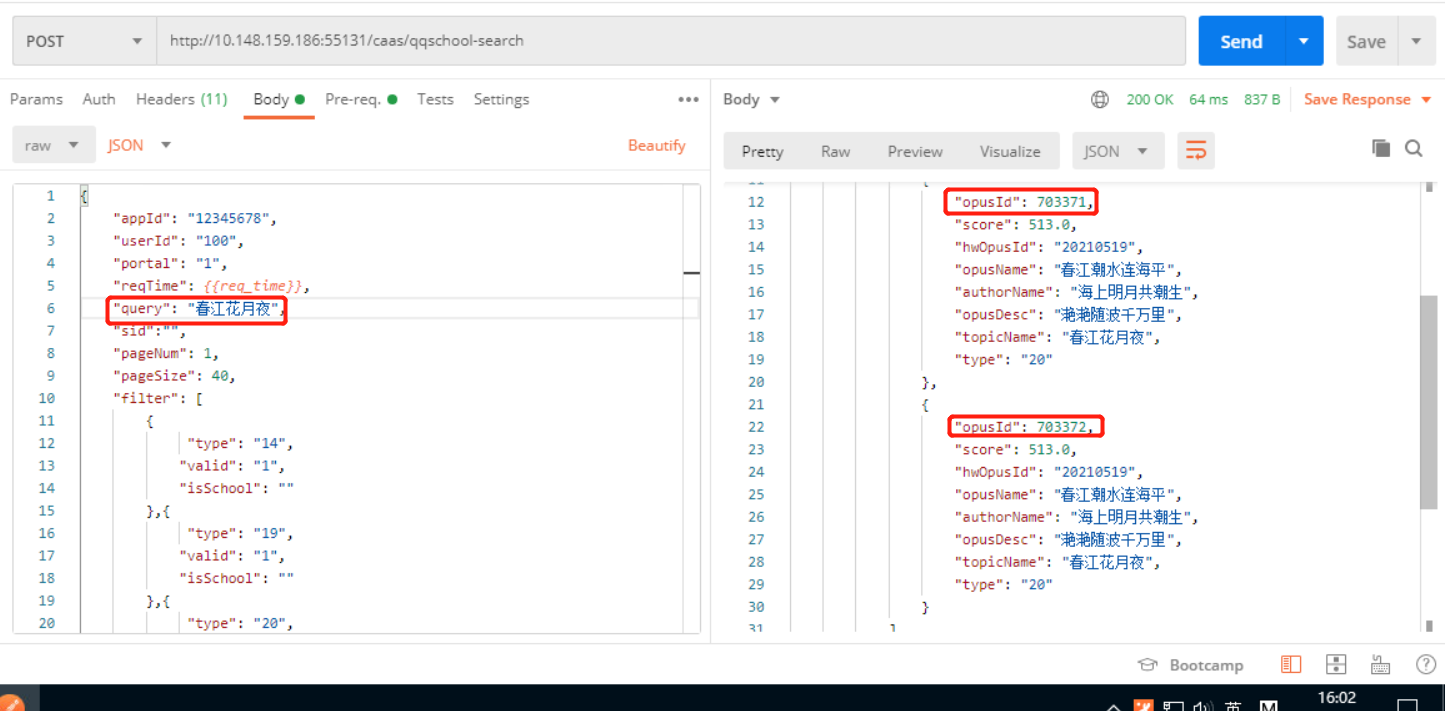 POST http://10.148.159.186:55131/caas/qqschool-search Send Save
Params Auth Headers (11) Body Pre-req. Tests Settings
raw JSON Beautify
1 {
2 "appId": "12345678",
3 "userId": "100",
4 "portal": "1",
5 "reqTime": {{req_time}},
6 "query": "春江花月夜",
7 "sid":"",
8 "pageNum": 1,
9 "pageSize": 40,
10 "filter": [
11 {
12 "type": "14",
13 "valid": "1",
14 "isSchool": ""
15 },{
16 "type": "19",
17 "valid": "1",
18 "isSchool": ""
19 },{
20 "type": "20",
Body 200 OK 64 ms 837 B Save Response
Pretty Raw Preview Visualize JSON
11 {
12 "opusId": 703371,
13 "score": 513.0,
14 "hwOpusId": "20210519",
15 "opusName": "春江潮水连海平",
16 "authorName": "海上明月共潮生",
17 "opusDesc": "滟滟随波千万里",
18 "topicName": "春江花月夜",
19 "type": "20"
20 },
21 {
22 "opusId": 703372,
23 "score": 513.0,
24 "hwOpusId": "20210519",
25 "opusName": "春江潮水连海平",
26 "authorName": "海上明月共潮生",
27 "opusDesc": "滟滟随波千万里",
28 "topicName": "春江花月夜",
29 "type": "20"
30 }
31 ]
Bootcamp
英 M 16:02